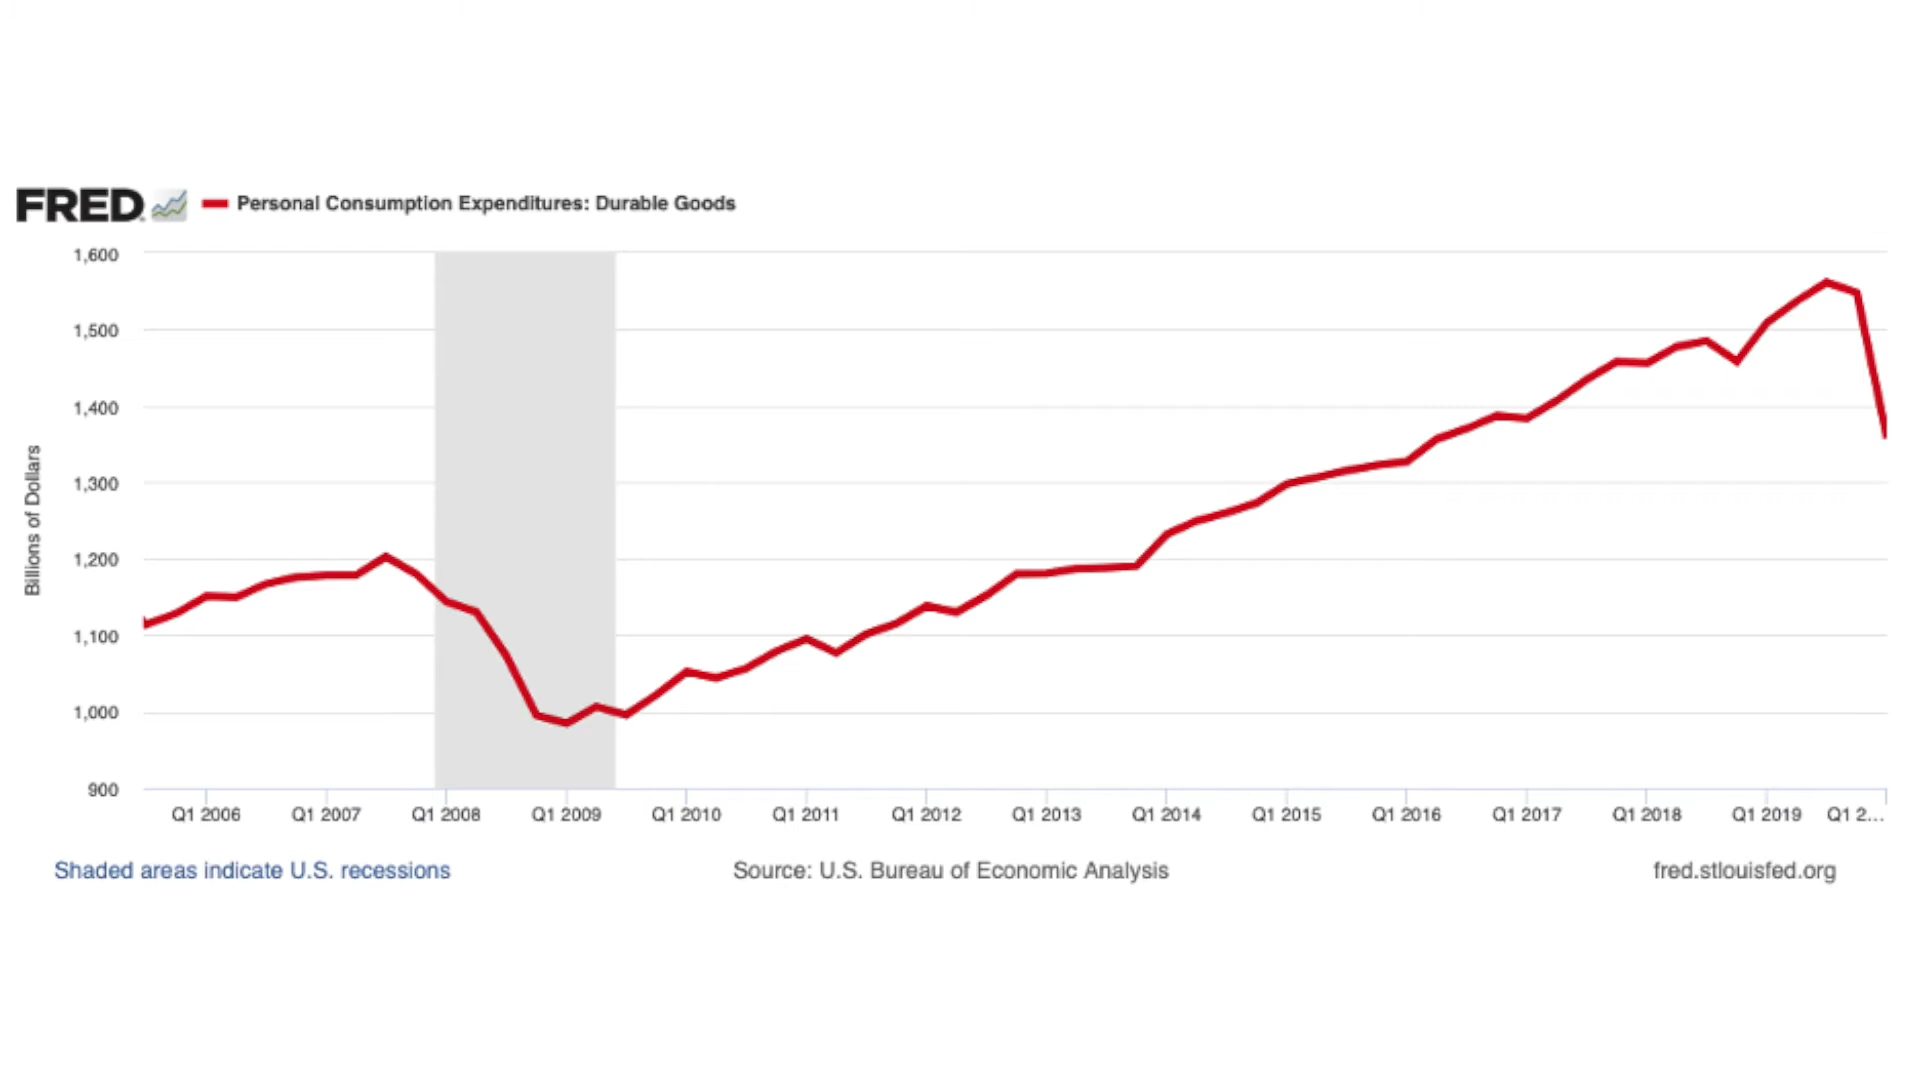 FRED Personal Consumption Expenditures: Durable Goods
1,600
1,500
1,400
1,300
1,200
1,100
1,000
900
Billions of Dollars
Q1 2006 Q1 2007 Q1 2008 Q1 2009 Q1 2010 Q1 2011 Q1 2012 Q1 2013 Q1 2014 Q1 2015 Q1 2016 Q1 2017 Q1 2018 Q1 2019 Q1 2...
Shaded areas indicate U.S. recessions Source: U.S. Bureau of Economic Analysis fred.stlouisfed.org